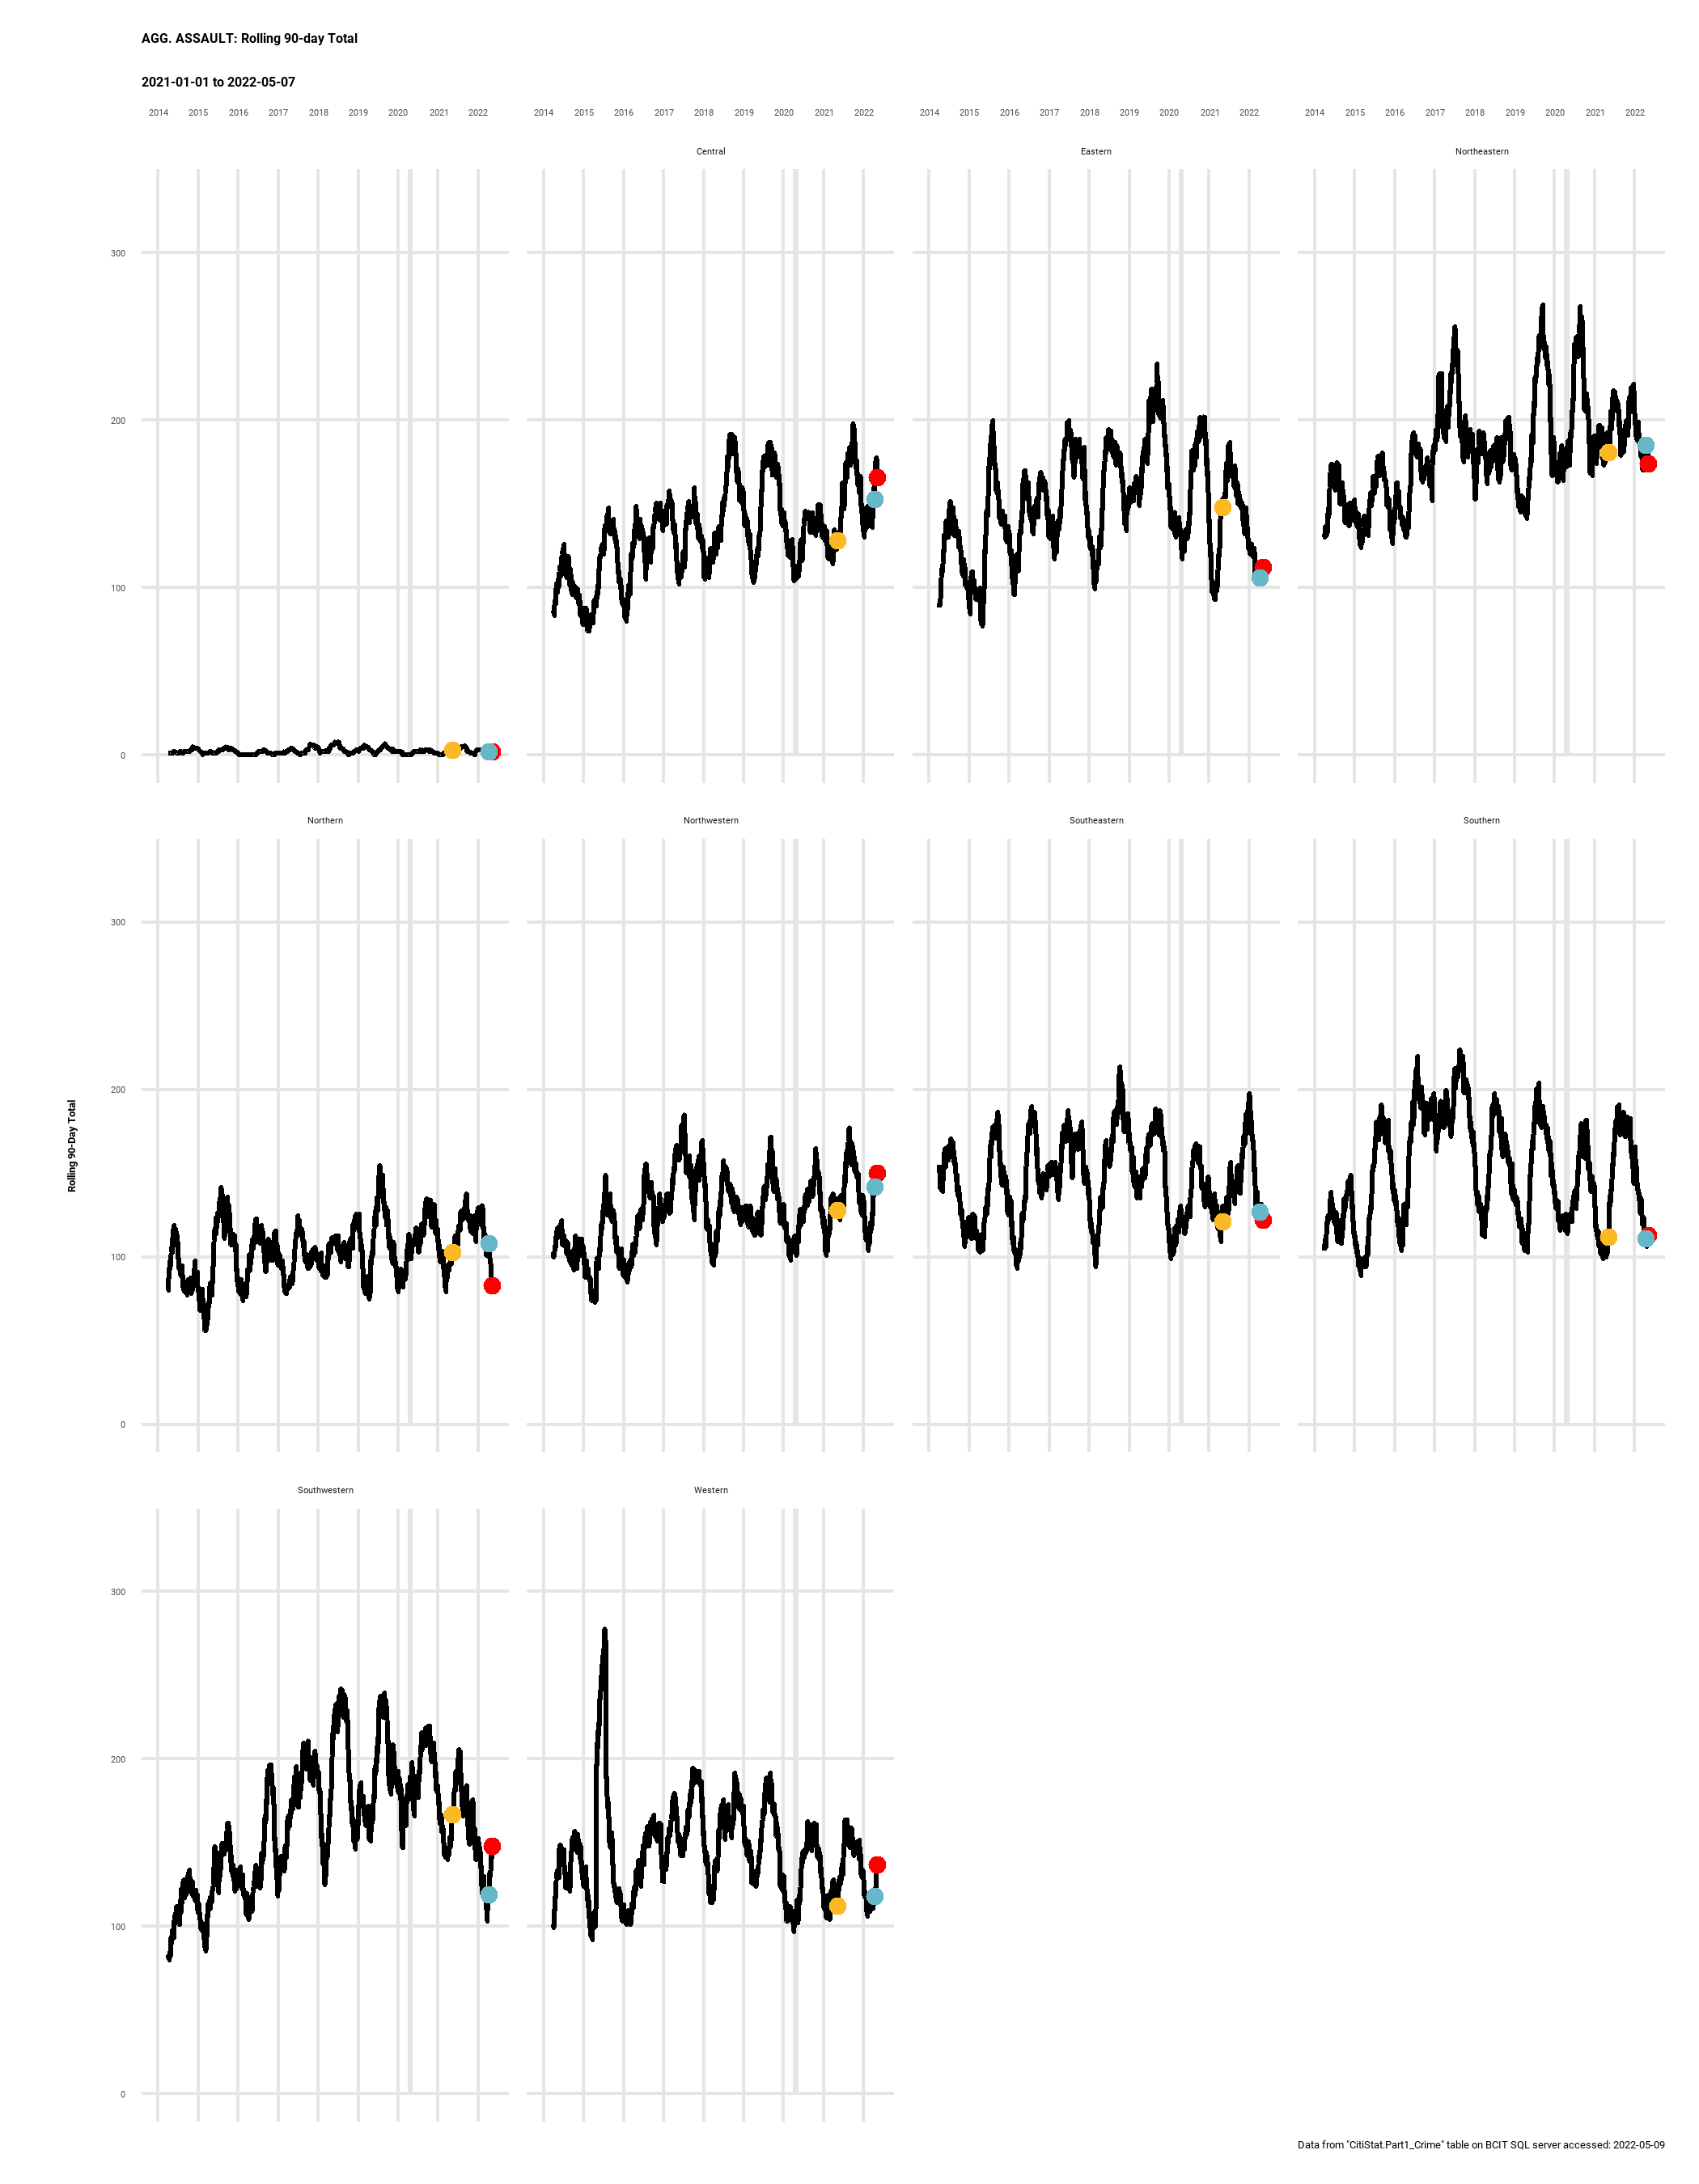 AGG. ASSAULT: Rolling 90-day Total
2021-01-01 to 2022-05-07
2014 2015 2016 2017 2018 2019 2020 2021 2022 2014 2015 2016 2017 2018 2019 2020 2021 2022 2014 2015 2016 2017 2018 2019 2020 2021 2022 2014 2015 2016 2017 2018 2019 2020 2021 2022
Central Eastern Northeastern
300
200
100
0
Northern Northwestern Southeastern Southern
300
200
100
0
Rolling 90-Day Total
Southwestern Western
300
200
100
0
Data from "CitiStat.Part1_Crime" table on BCIT SQL server accessed: 2022-05-09